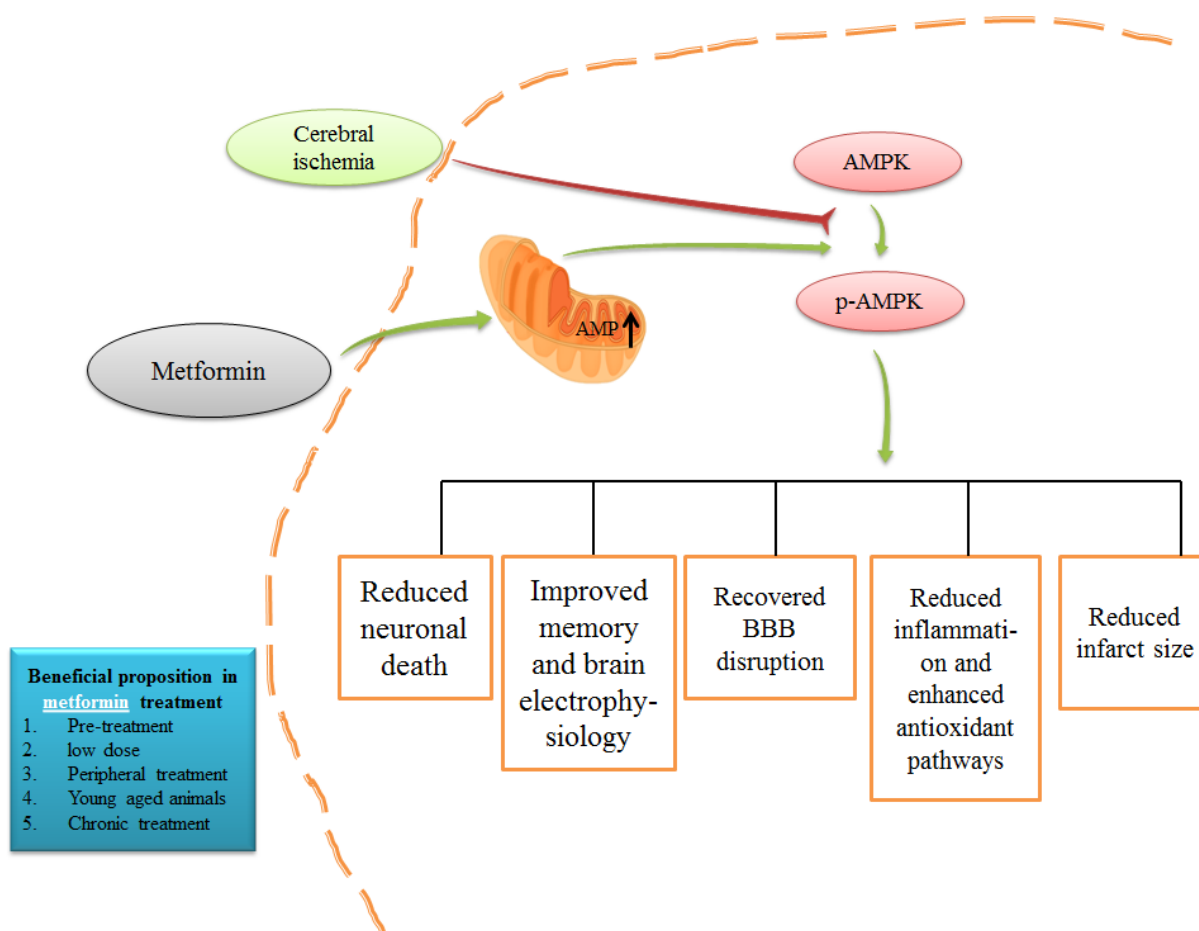 Cerebral
ischemia
AMPK
p-AMPK
AMP
Metformin
Reduced
neuronal
death
Improved
memory
and brain
electrophy-
siology
Recovered
BBB
disruption
Reduced
inflammati-
on and
enhanced
antioxidant
pathways
Reduced
infarct size
Beneficial proposition in
metformin treatment
1. Pre-treatment
2. low dose
3. Peripheral treatment
4. Young aged animals
5. Chronic treatment